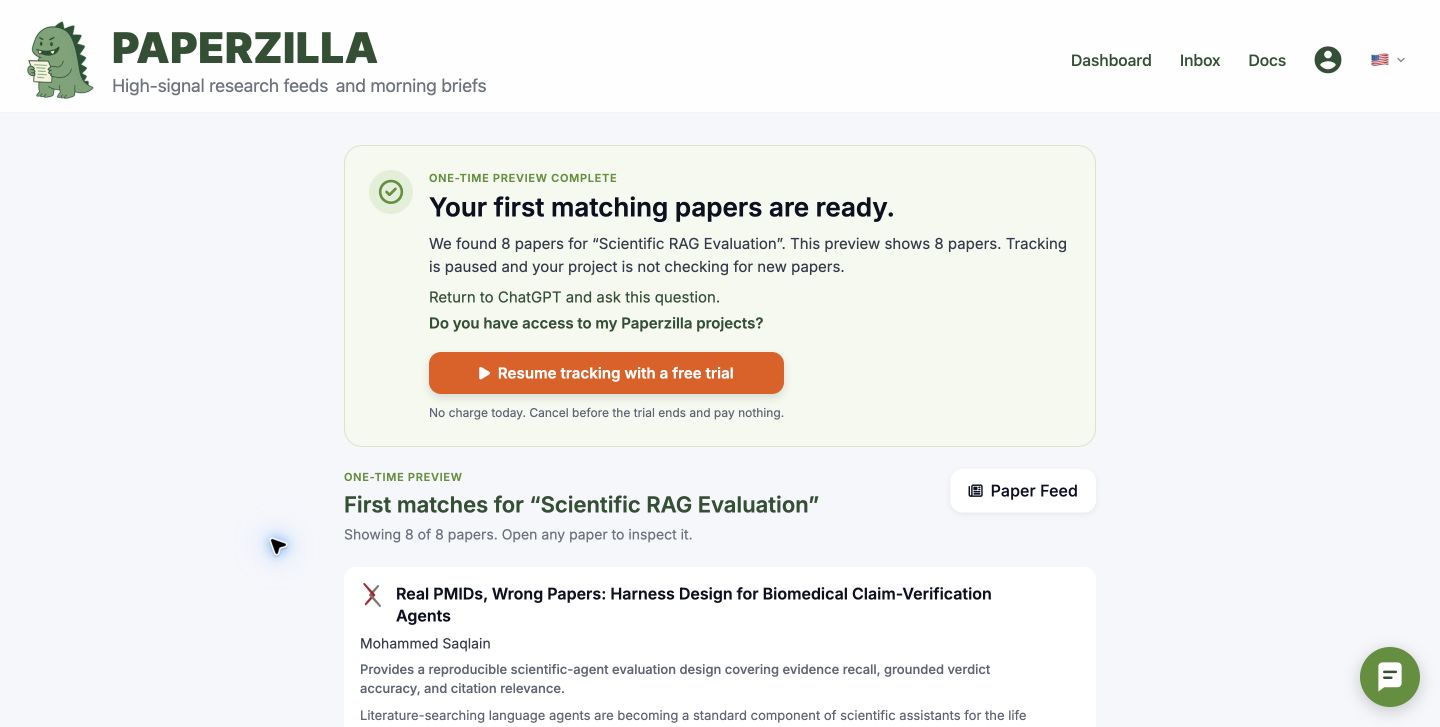 PAPERZILLA
High-signal research feeds and morning briefs
Dashboard
Inbox
Docs
ONE-TIME PREVIEW COMPLETE
Your first matching papers are ready.
We found 8 papers for “Scientific RAG Evaluation”. This preview shows 8 papers. Tracking
is paused and your project is not checking for new papers.
Return to ChatGPT and ask this question.
Do you have access to my Paperzilla projects?
Resume tracking with a free trial
No charge today. Cancel before the trial ends and pay nothing.
ONE-TIME PREVIEW
First matches for “Scientific RAG Evaluation”
Showing 8 of 8 papers. Open any paper to inspect it.
Paper Feed
Real PMIDs, Wrong Papers: Harness Design for Biomedical Claim-Verification
Agents
Mohammed Saqlain
Provides a reproducible scientific-agent evaluation design covering evidence recall, grounded verdict
accuracy, and citation relevance.
Literature-searching language agents are becoming a standard component of scientific assistants for the life